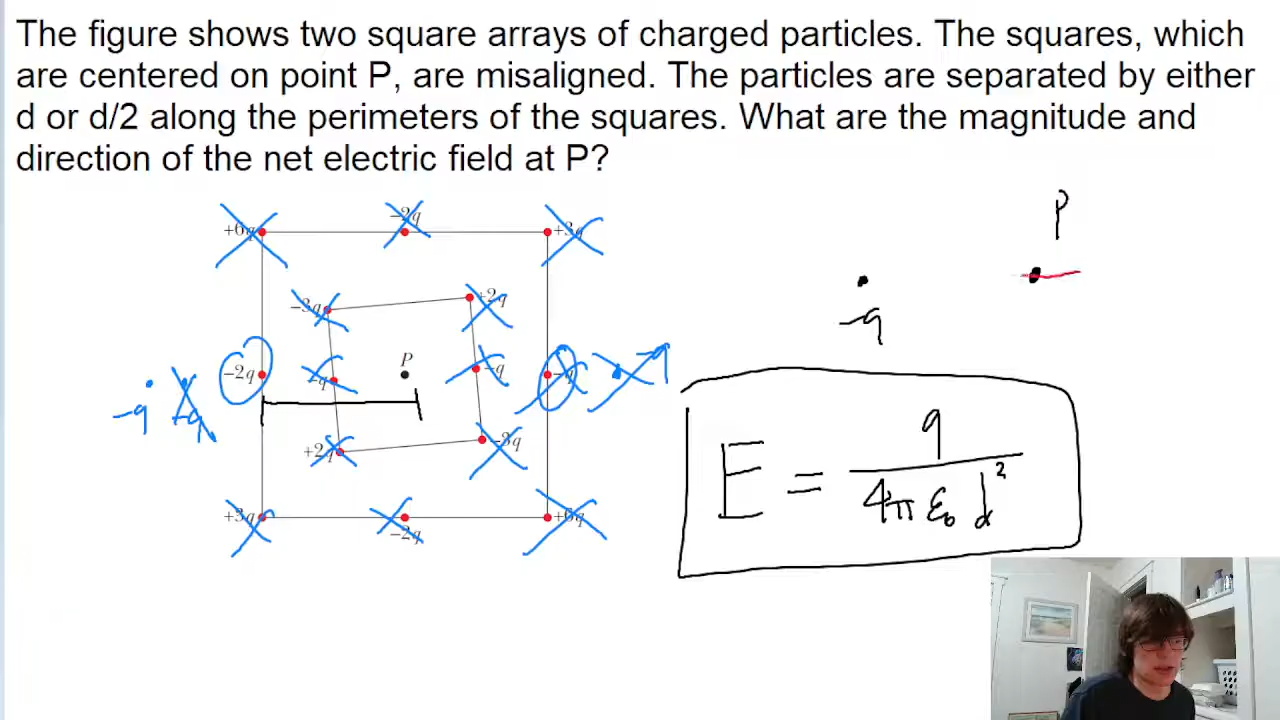 The figure shows two square arrays of charged particles. The squares, which
are centered on point P, are misaligned. The particles are separated by either
d or d/2 along the perimeters of the squares. What are the magnitude and
direction of the net electric field at P?
P
+6q −2q +3q
−3q +2q
−q
P
−2q −q −q −q −q
−q
E = q / 4πε₀ d²
+2q −3q
+3q −2q +6q